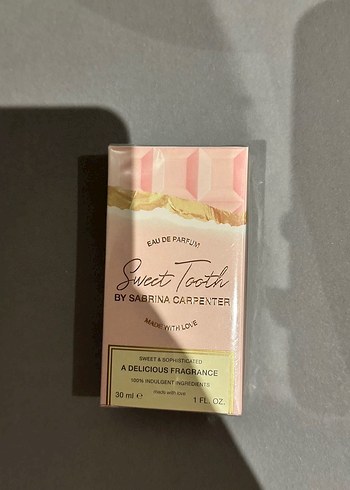 EAU DE PARFUM
Sweet Tooth
BY SABRINA CARPENTER
MADE WITH LOVE
SWEET & SOPHISTICATED
A DELICIOUS FRAGRANCE
100% INDULGENT INGREDIENTS
made with love
30 ml ℮ 1 FL. OZ.